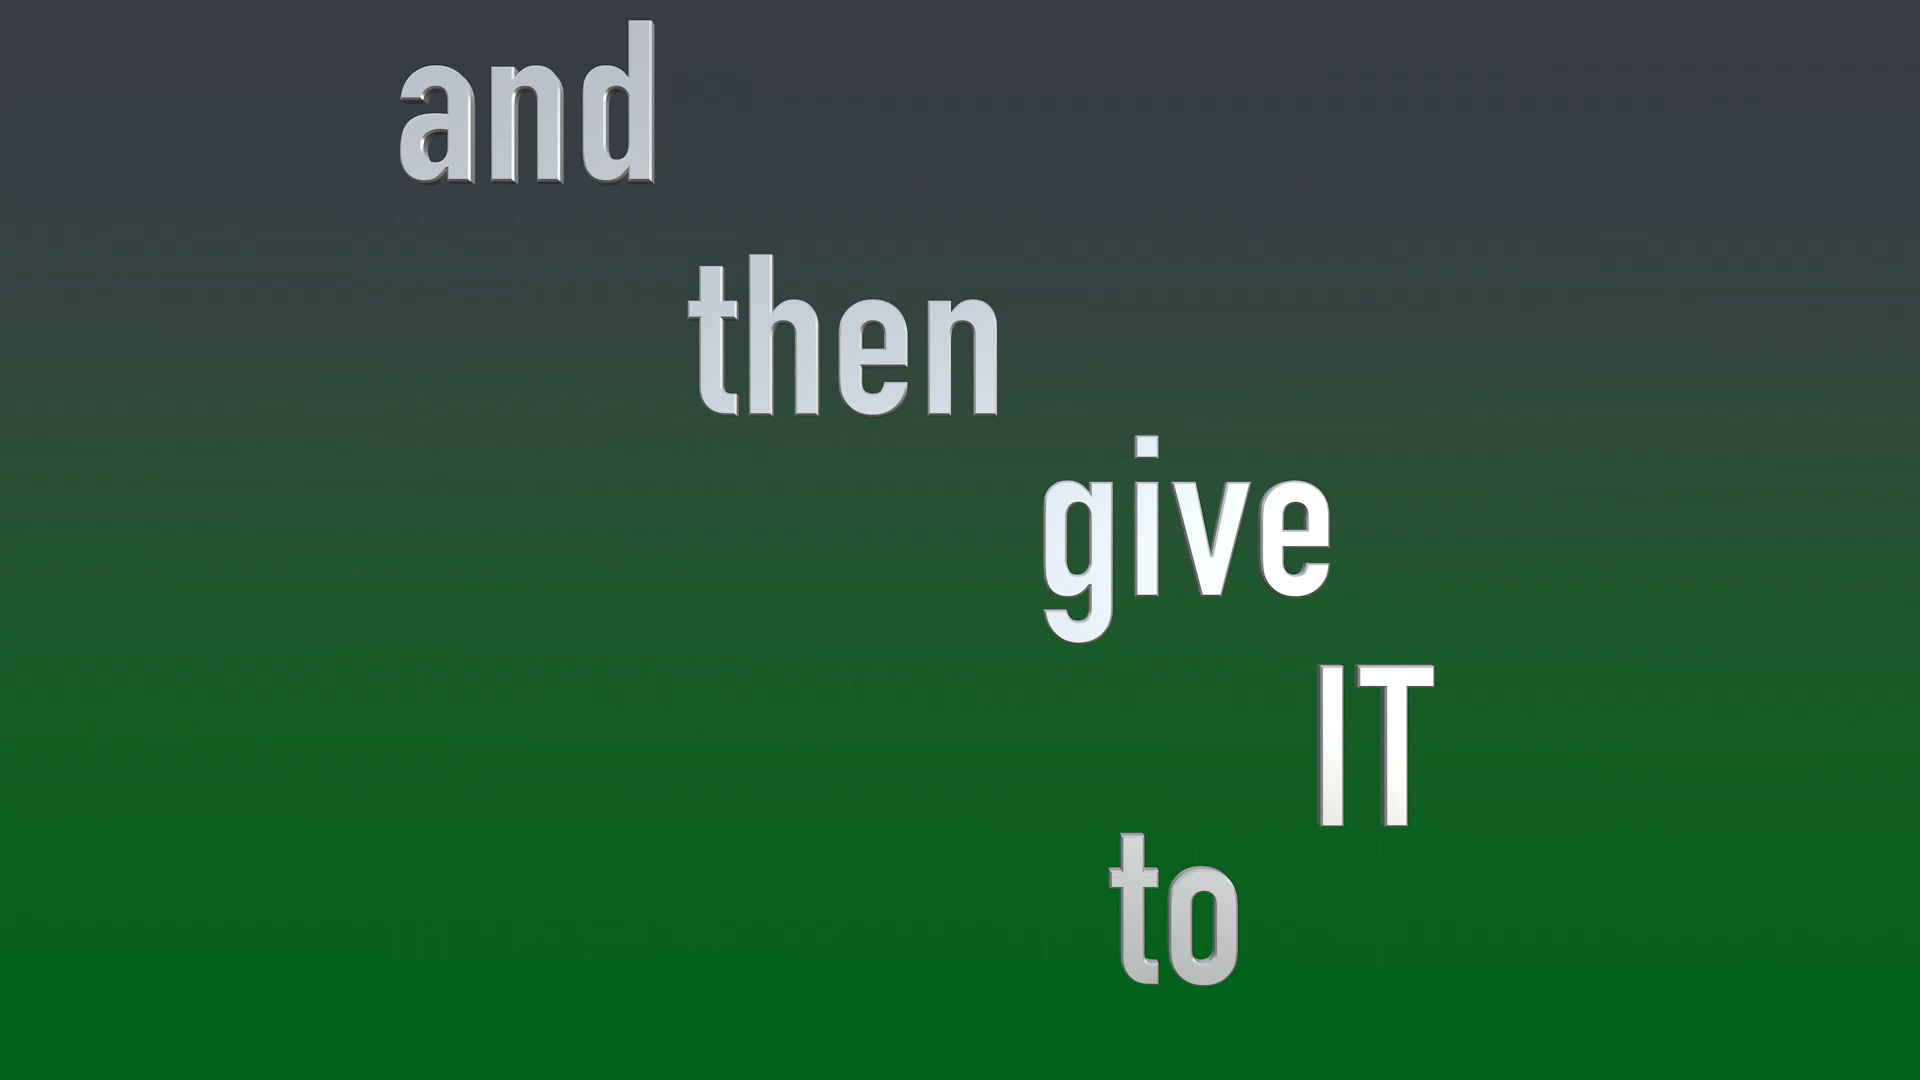 and
then
give
IT
to